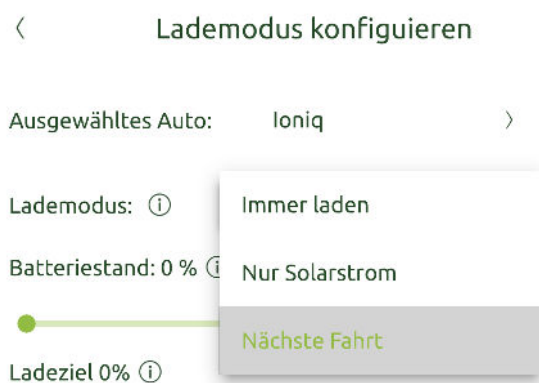 Lademodus konfiguieren
Ausgewähltes Auto: Ioniq
Lademodus:
Immer laden
Batteriestand: 0 %
Nur Solarstrom
Nächste Fahrt
Ladeziel 0%